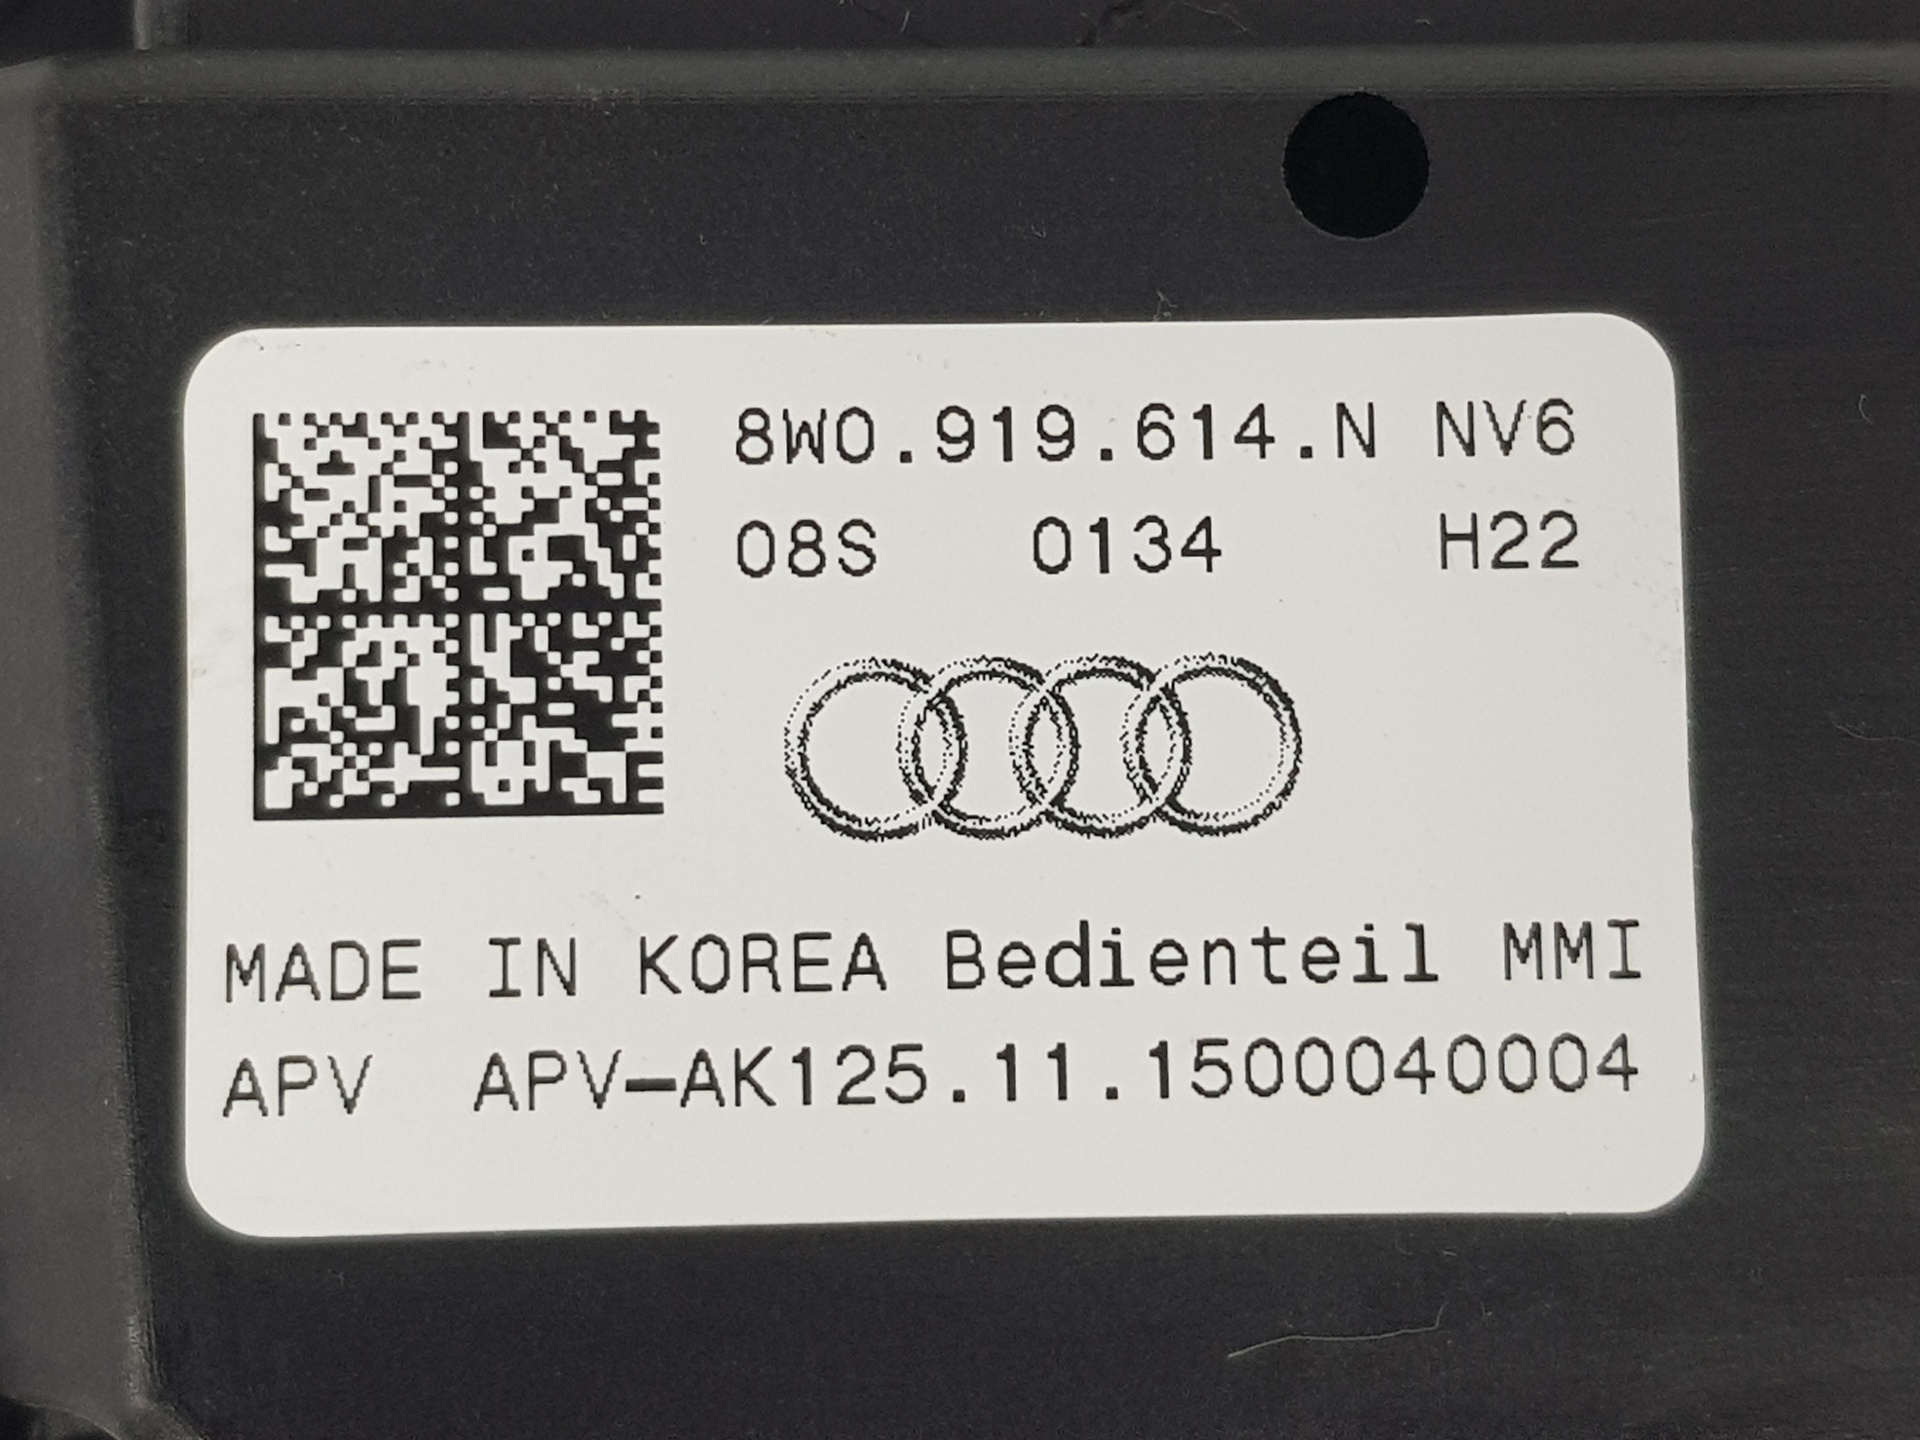 8W0.919.614.N NV6
08S 0134 H22
MADE IN KOREA Bedienteil MMI
APV APV-AK125.11.1500040004